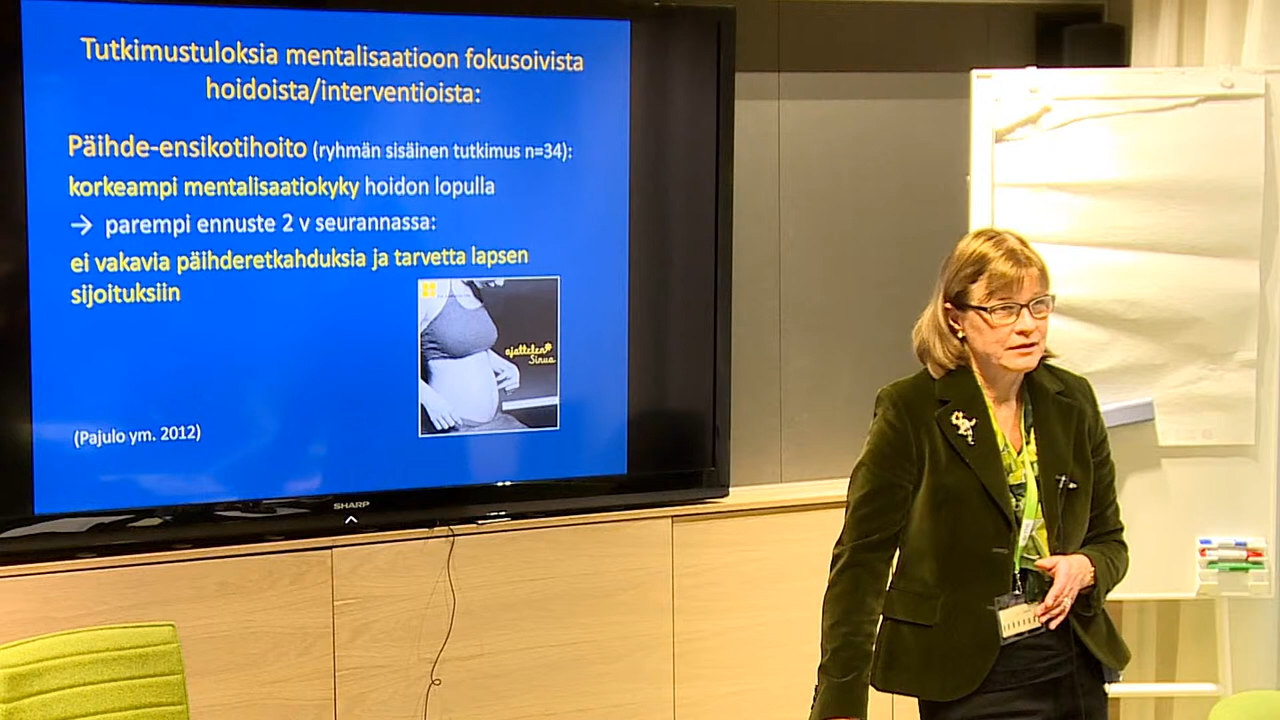 Tutkimustuloksia mentalisaatioon fokusoivista
hoidoista/interventioista:
Päihde-ensikotihoito (ryhmän sisäinen tutkimus n=34):
korkeampi mentalisaatiokyky hoidon lopulla
→ parempi ennuste 2 v seurannassa:
ei vakavia päihderetkahduksia ja tarvetta lapsen
sijoituksiin
ajattelen
Sinua
(Pajulo ym. 2012)
SHARP